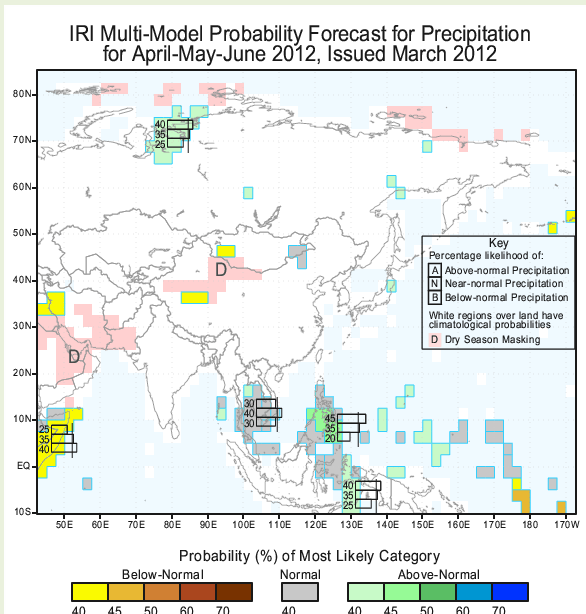 IRI Multi-Model Probability Forecast for Precipitation
for April-May-June 2012, Issued March 2012
80N
70N
60N
50N
40N
30N
20N
10N
EQ
10S
50E 60E 70E 80E 90E 100E 110E 120E 130E 140E 150E 160E 170E 180 170W
40
35
25
D
D
25
35
40
30
40
30
45
35
20
40
35
25
Key
Percentage likelihood of:
A Above-normal Precipitation
N Near-normal Precipitation
B Below-normal Precipitation
White regions over land have
climatological probabilities
D Dry Season Masking
Probability (%) of Most Likely Category
Below-Normal Normal Above-Normal
40 45 50 60 70 40 40 45 50 60 70